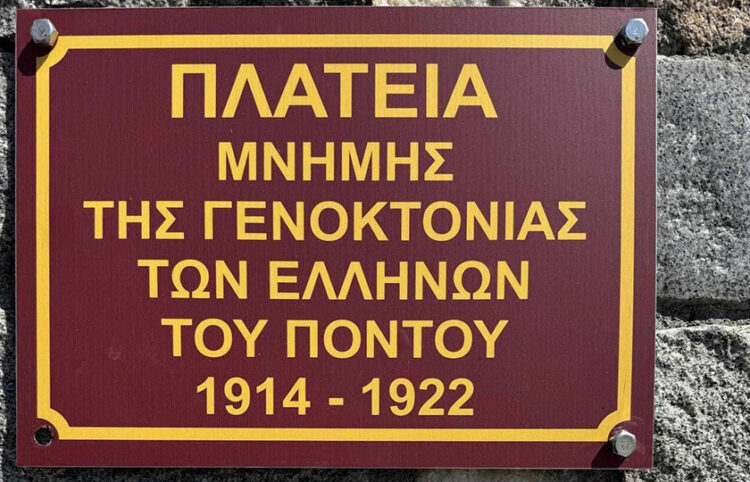 ΠΛΑΤΕΙΑ
ΜΝΗΜΗΣ
ΤΗΣ ΓΕΝΟΚΤΟΝΙΑΣ
ΤΩΝ ΕΛΛΗΝΩΝ
ΤΟΥ ΠΟΝΤΟΥ
1914 - 1922